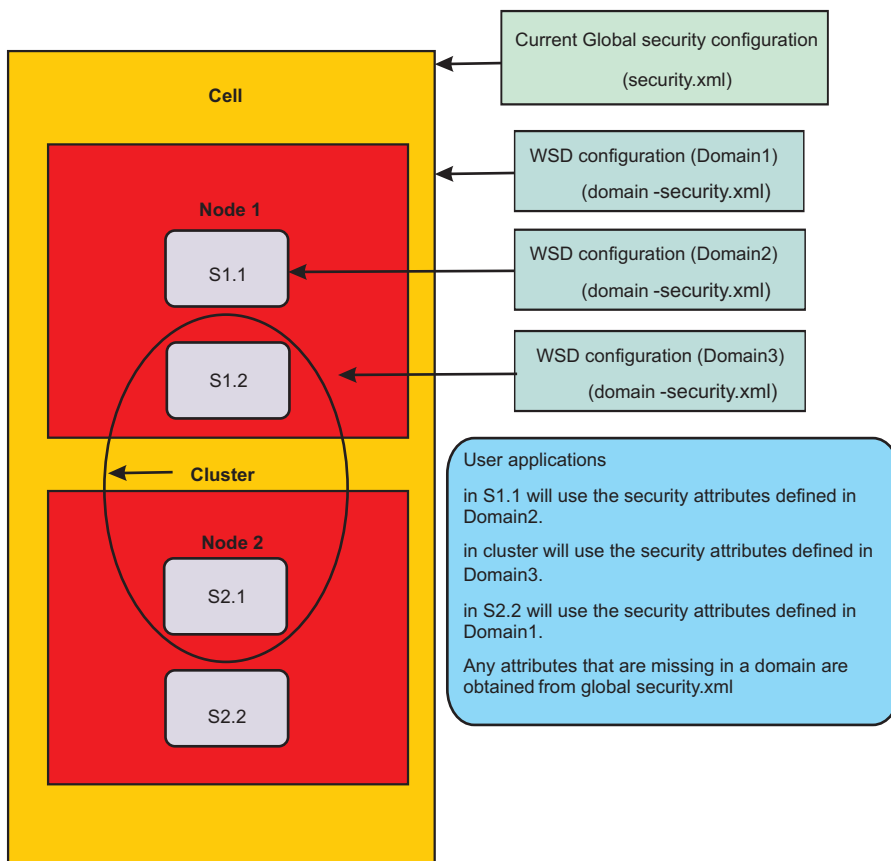 Current Global security configuration
(security.xml)
Cell
WSD configuration (Domain1)
(domain -security.xml)
Node 1
S1.1
WSD configuration (Domain2)
(domain -security.xml)
S1.2
WSD configuration (Domain3)
(domain -security.xml)
Cluster
Node 2
S2.1
S2.2
User applications
in S1.1 will use the security attributes defined in
Domain2.
in cluster will use the security attributes defined in
Domain3.
in S2.2 will use the security attributes defined in
Domain1.
Any attributes that are missing in a domain are
obtained from global security.xml